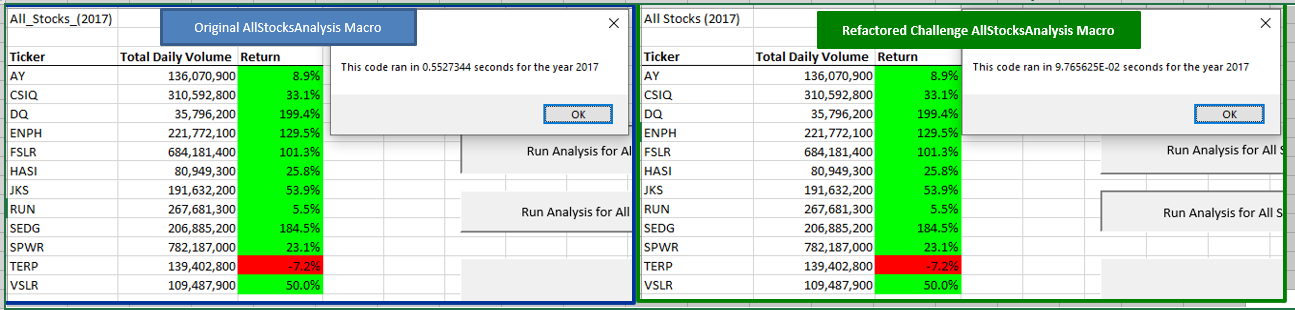 All_Stocks_(2017)
Original AllStocksAnalysis Macro
Ticker Total Daily Volume Return
AY 136,070,900 8.9%
CSIQ 310,592,800 33.1%
DQ 35,796,200 199.4%
ENPH 221,772,100 129.5%
FSLR 684,181,400 101.3%
HASI 80,949,300 25.8%
JKS 191,632,200 53.9%
RUN 267,681,300 5.5%
SEDG 206,885,200 184.5%
SPWR 782,187,000 23.1%
TERP 139,402,800 -7.2%
VSLR 109,487,900 50.0%
This code ran in 0.5527344 seconds for the year 2017
OK
Run Analysis for Al
Run Analysis for All
All Stocks (2017)
Refactored Challenge AllStocksAnalysis Macro
Ticker Total Daily Volume Return
AY 136,070,900 8.9%
CSIQ 310,592,800 33.1%
DQ 35,796,200 199.4%
ENPH 221,772,100 129.5%
FSLR 684,181,400 101.3%
HASI 80,949,300 25.8%
JKS 191,632,200 53.9%
RUN 267,681,300 5.5%
SEDG 206,885,200 184.5%
SPWR 782,187,000 23.1%
TERP 139,402,800 -7.2%
VSLR 109,487,900 50.0%
This code ran in 9.765625E-02 seconds for the year 2017
OK
Run Analysis for All S
Run Analysis for All S